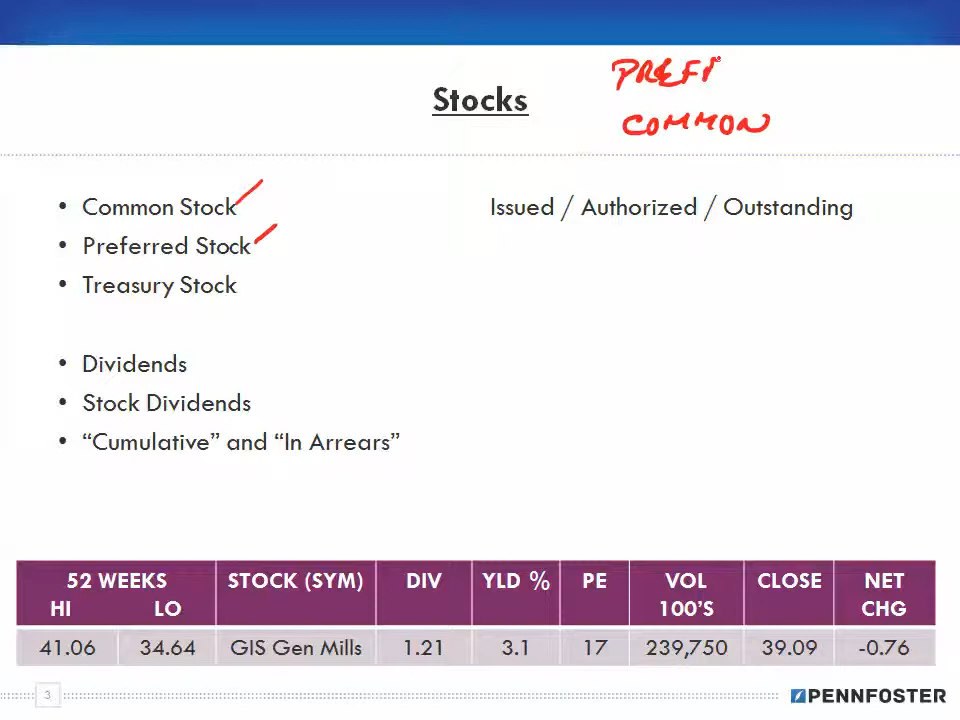 PREFE
COMMON
Stocks
• Common Stock
• Preferred Stock
• Treasury Stock
Issued / Authorized / Outstanding
• Dividends
• Stock Dividends
• “Cumulative” and “In Arrears”
52 WEEKS STOCK (SYM) DIV YLD % PE VOL CLOSE NET
HI LO 100’S CHG
41.06 34.64 GIS Gen Mills 1.21 3.1 17 239,750 39.09 -0.76
3 PENNFOSTER